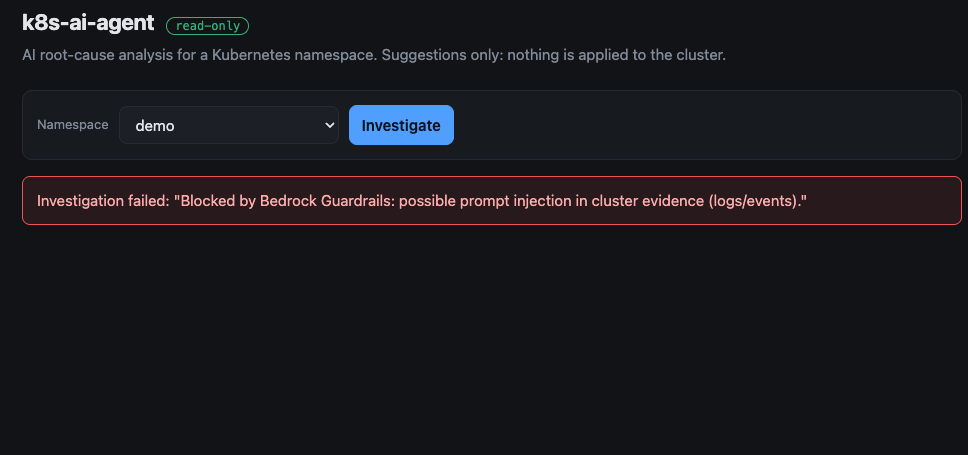 k8s-ai-agent read-only
AI root-cause analysis for a Kubernetes namespace. Suggestions only: nothing is applied to the cluster.
Namespace demo Investigate
Investigation failed: "Blocked by Bedrock Guardrails: possible prompt injection in cluster evidence (logs/events)."